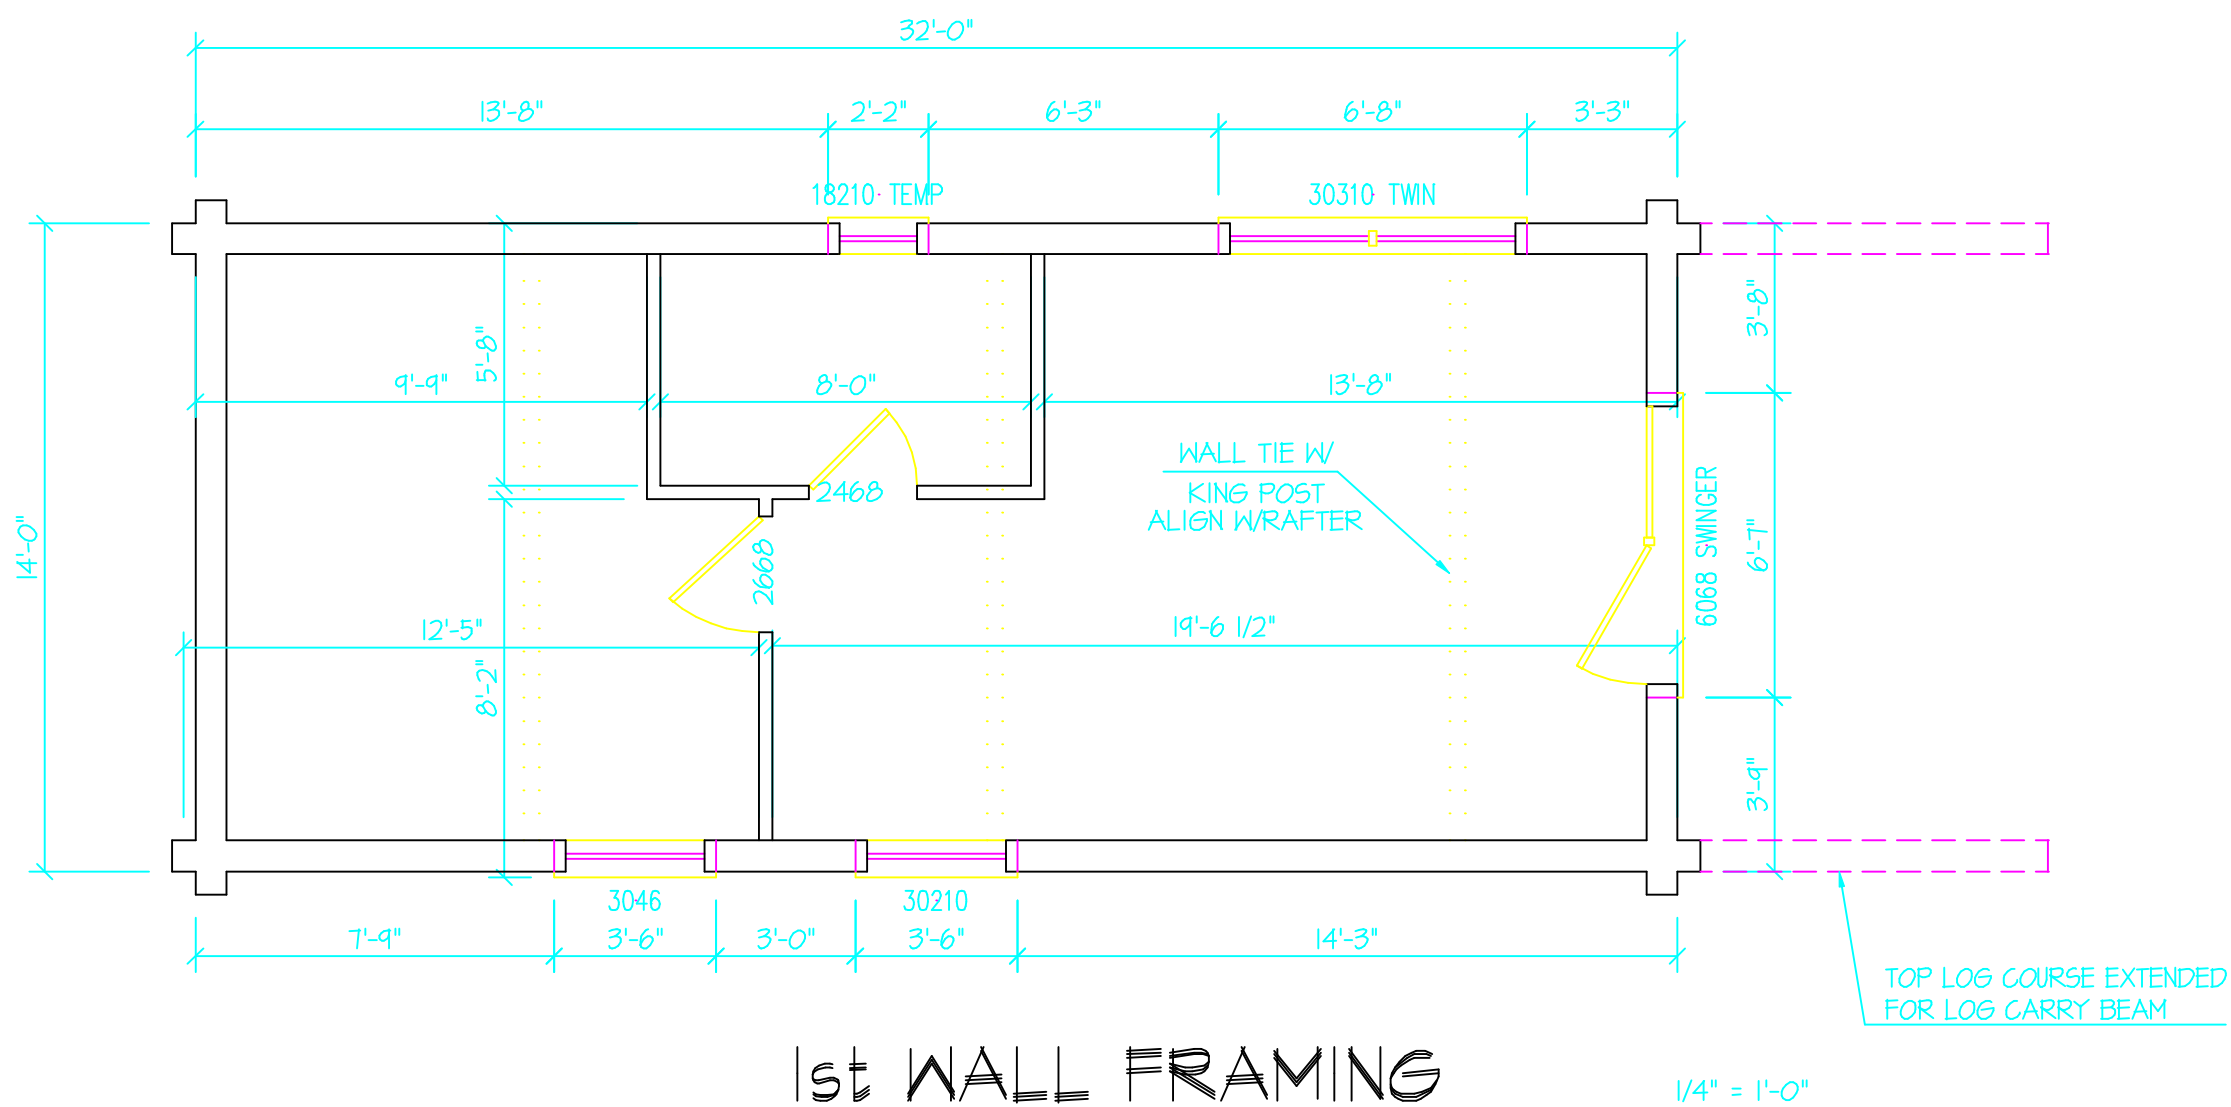 32'-0"
13'-8"
2'-2"
6'-3"
6'-8"
3'-3"
18210 TEMP
30310 TWIN
3'-8"
5'-8"
9'-9"
8'-0"
13'-8"
WALL TIE W/
KING POST
ALIGN W/RAFTER
2468
2668
6068 SWINGER
6'-7"
14'-0"
12'-5"
19'-6 1/2"
8'-2"
3'-9"
3046
30210
7'-9"
3'-6"
3'-0"
3'-6"
14'-3"
TOP LOG COURSE EXTENDED
FOR LOG CARRY BEAM
1st WALL FRAMING
1/4" = 1'-0"